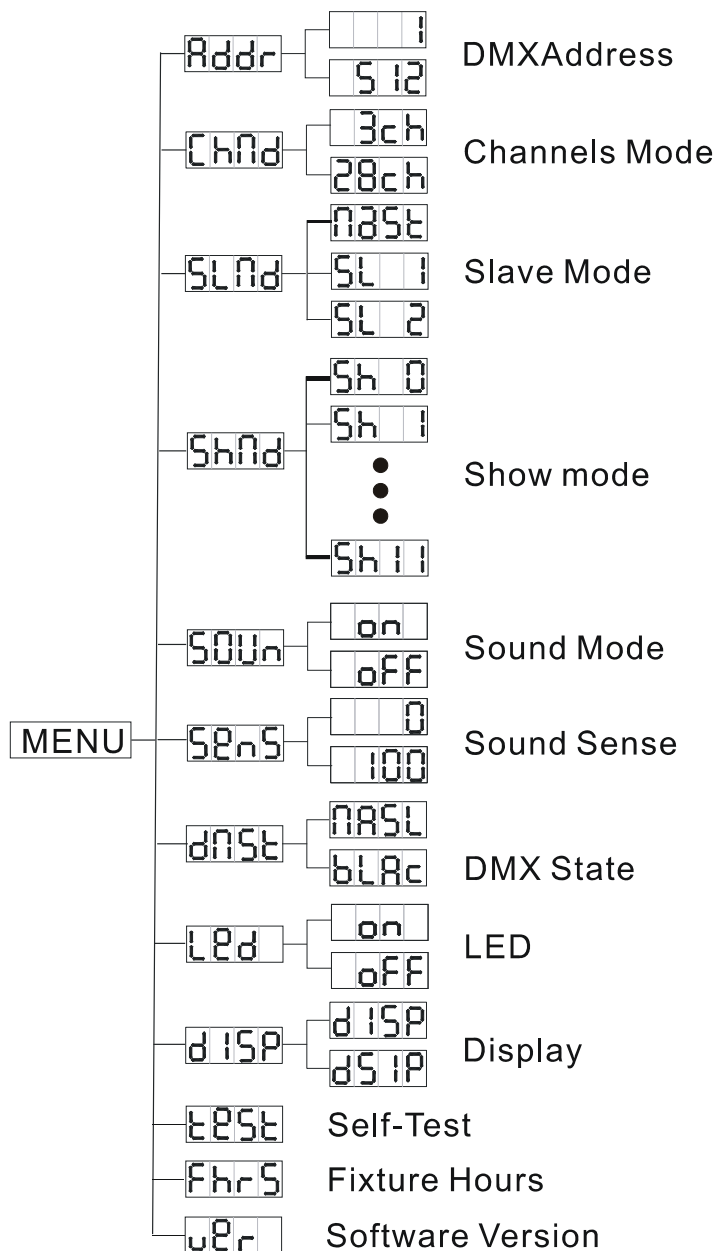 Addr
1
512
DMXAddress
ChMd
3ch
28ch
Channels Mode
SLMd
MaSt
SL 1
SL 2
Slave Mode
ShMd
Sh 0
Sh 1
Sh11
Show mode
SOUn
on
oFF
Sound Mode
MENU
SenS
0
100
Sound Sense
dMSt
MASL
bLAc
DMX State
Led
on
oFF
LED
dISP
dISP
dSIP
Display
teSt
Self-Test
FhrS
Fixture Hours
ver
Software Version